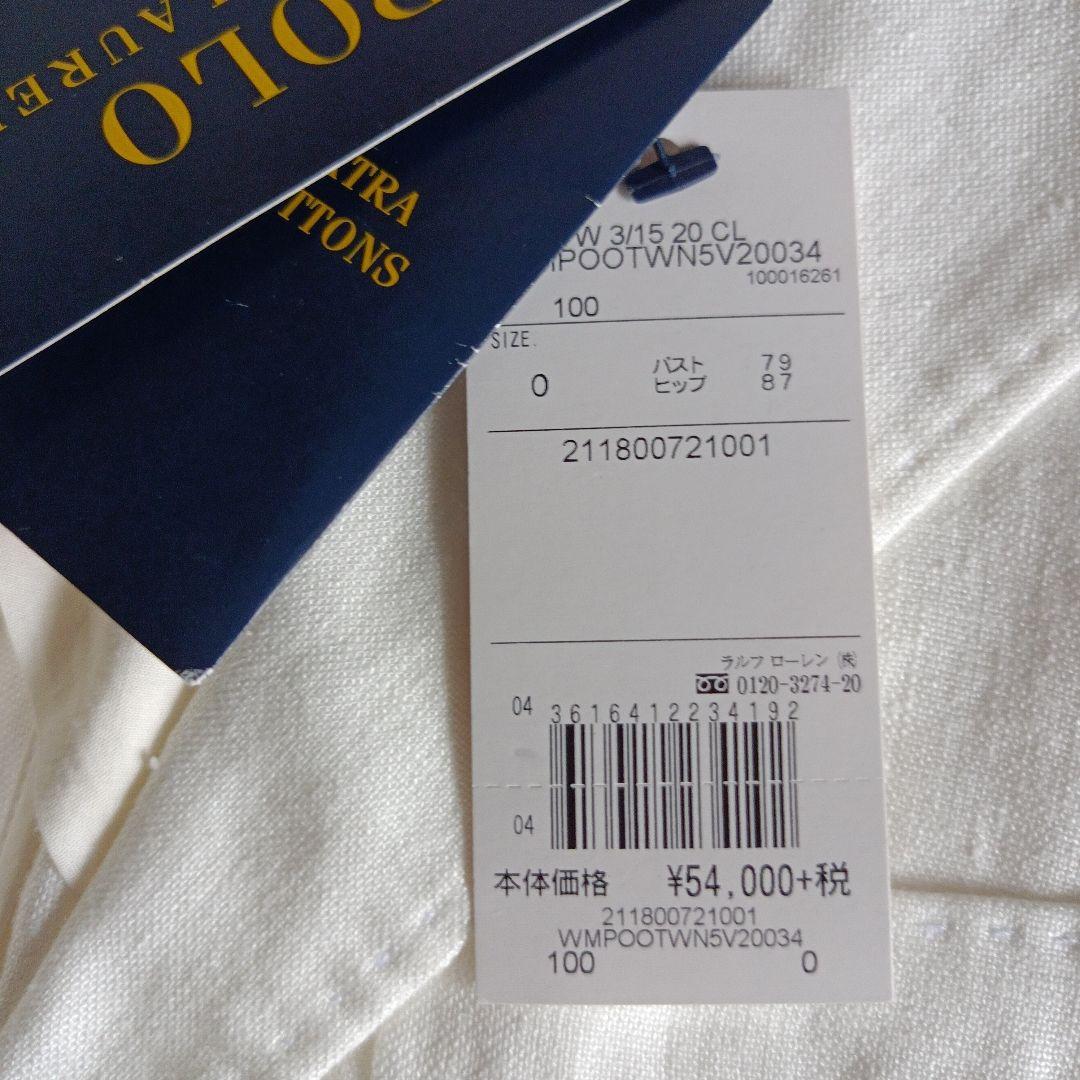 POLO
LAURE
TRA
TTONS
W 3/15 20 CL
MPOOTWN5V20034
100016261
100
SIZE.
0
バスト 79
ヒップ 87
211800721001
ラルフ ローレン ㈱
0120-3274-20
04
3616412234192
04
本体価格 ¥54,000+税
211800721001
WMPOOTWN5V20034
100 0